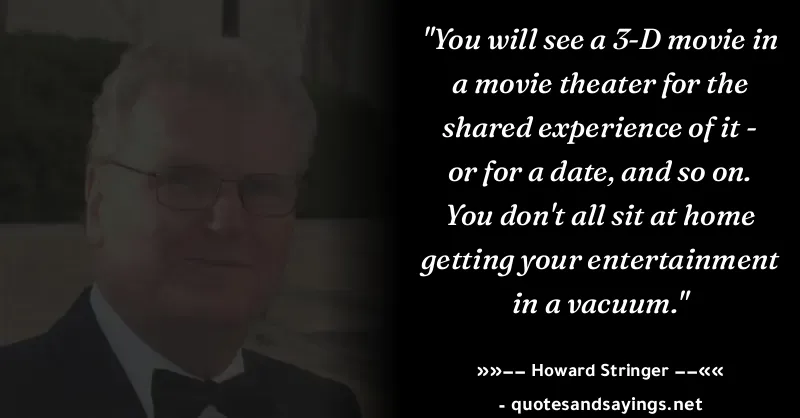 "You will see a 3-D movie in
a movie theater for the
shared experience of it -
or for a date, and so on.
You don't all sit at home
getting your entertainment
in a vacuum."
»»−− Howard Stringer −−««
- quotesandsayings.net